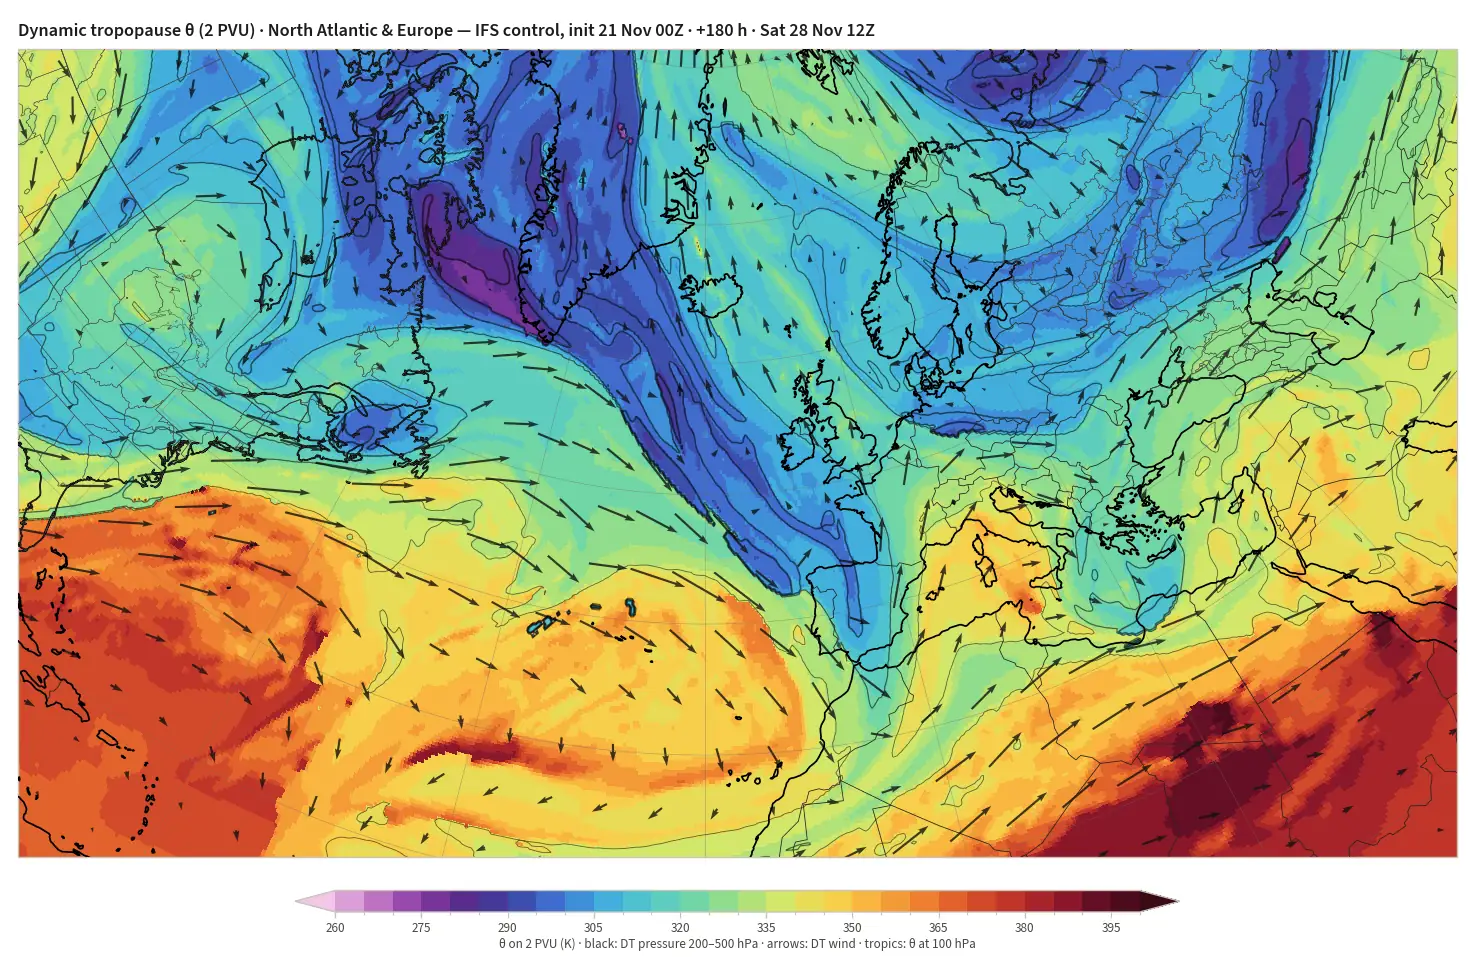 Dynamic tropopause θ (2 PVU) · North Atlantic & Europe — IFS control, init 21 Nov 00Z · +180 h · Sat 28 Nov 12Z
260 275 290 305 320 335 350 365 380 395
θ on 2 PVU (K) · black: DT pressure 200–500 hPa · arrows: DT wind · tropics: θ at 100 hPa